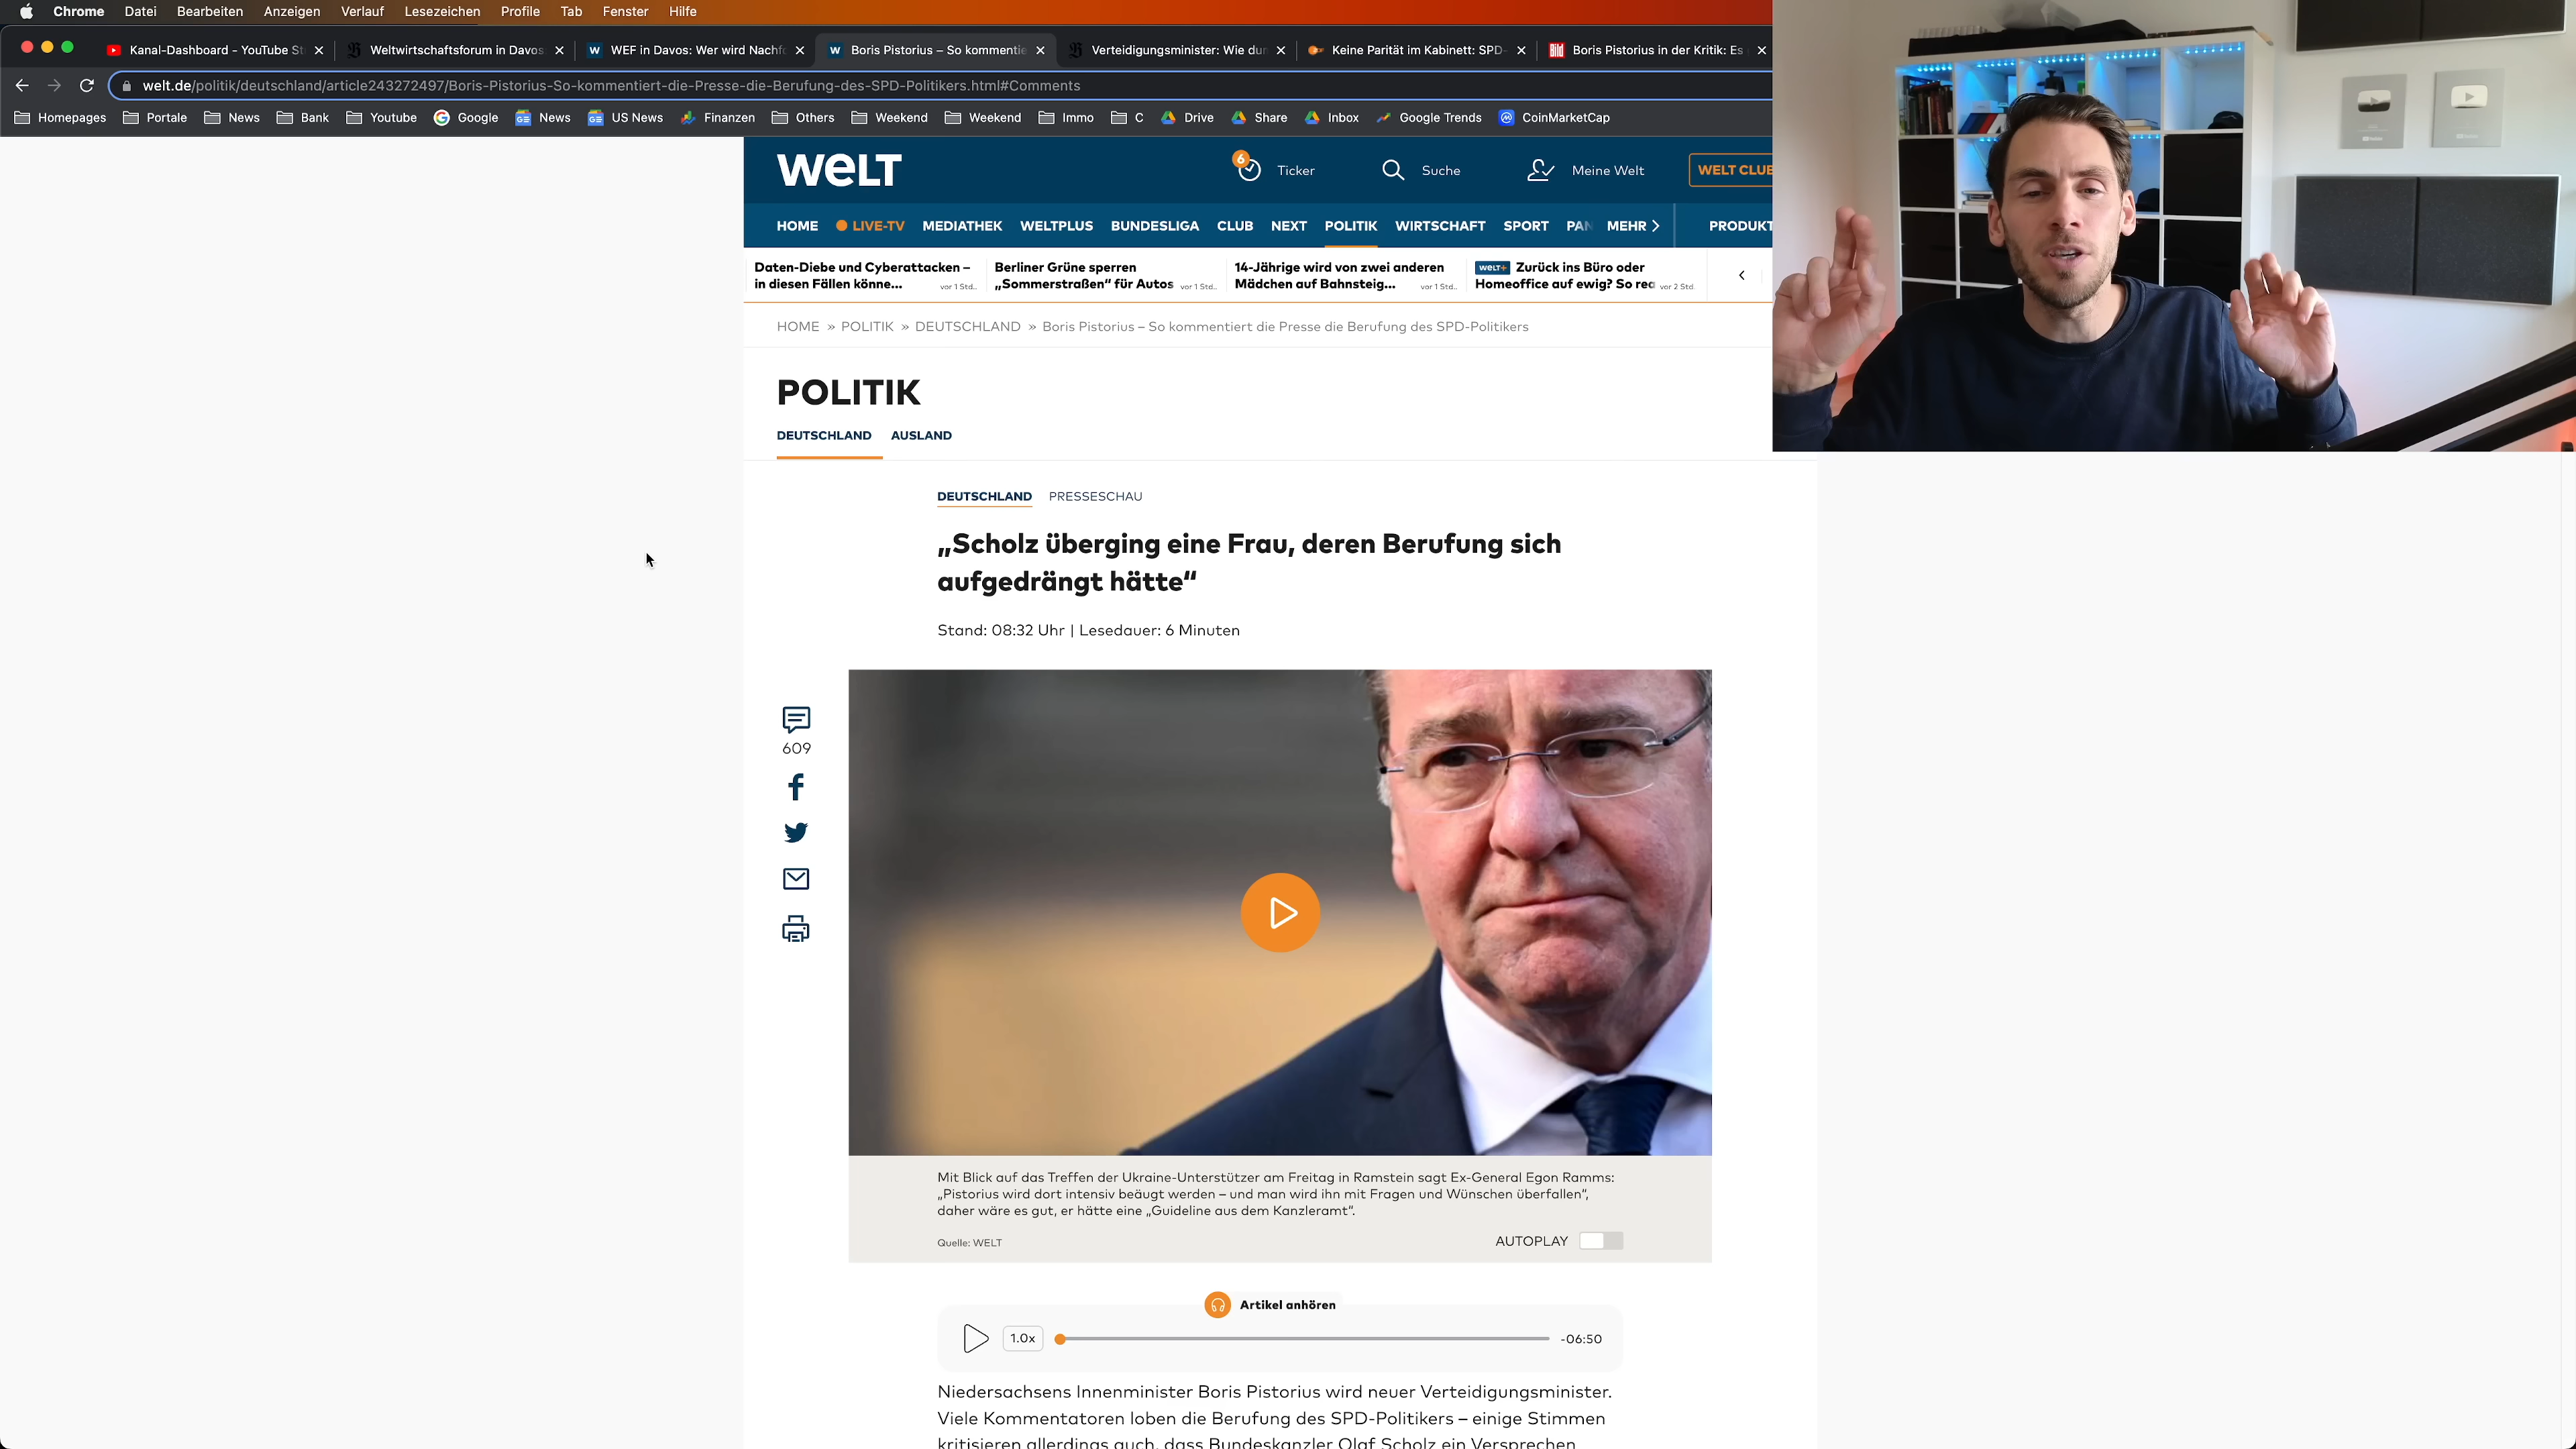 Chrome Datei Bearbeiten Anzeigen Verlauf Lesezeichen Profile Tab Fenster Hilfe
Kanal-Dashboard - YouTube St
Weltwirtschaftsforum in Davos
WEF in Davos: Wer wird Nachfo
Boris Pistorius – So kommentie
Verteidigungsminister: Wie dun
Keine Parität im Kabinett: SPD-
Boris Pistorius in der Kritik: Es
welt.de/politik/deutschland/article243272497/Boris-Pistorius-So-kommentiert-die-Presse-die-Berufung-des-SPD-Politikers.html#Comments
Homepages Portale News Bank Youtube Google News US News Finanzen Others Weekend Weekend Immo C Drive Share Inbox Google Trends CoinMarketCap
WELT
6 Ticker Suche Meine Welt WELT CLUB
HOME LIVE-TV MEDIATHEK WELTPLUS BUNDESLIGA CLUB NEXT POLITIK WIRTSCHAFT SPORT PAN MEHR PRODUKT
Daten-Diebe und Cyberattacken –
in diesen Fällen könne... vor 1 Std..
Berliner Grüne sperren
„Sommerstraßen“ für Autos vor 1 Std..
14-Jährige wird von zwei anderen
Mädchen auf Bahnsteig... vor 1 Std..
WELT+ Zurück ins Büro oder
Homeoffice auf ewig? So rec vor 2 Std.
HOME » POLITIK » DEUTSCHLAND » Boris Pistorius – So kommentiert die Presse die Berufung des SPD-Politikers
POLITIK
DEUTSCHLAND AUSLAND
DEUTSCHLAND PRESSESCHAU
„Scholz überging eine Frau, deren Berufung sich
aufgedrängt hätte“
Stand: 08:32 Uhr | Lesedauer: 6 Minuten
609
Mit Blick auf das Treffen der Ukraine-Unterstützer am Freitag in Ramstein sagt Ex-General Egon Ramms:
„Pistorius wird dort intensiv beäugt werden – und man wird ihn mit Fragen und Wünschen überfallen“,
daher wäre es gut, er hätte eine „Guideline aus dem Kanzleramt“.
Quelle: WELT
AUTOPLAY
Artikel anhören
1.0x -06:50
Niedersachsens Innenminister Boris Pistorius wird neuer Verteidigungsminister.
Viele Kommentatoren loben die Berufung des SPD-Politikers – einige Stimmen
kritisieren allerdings auch, dass Bundeskanzler Olaf Scholz ein Versprechen